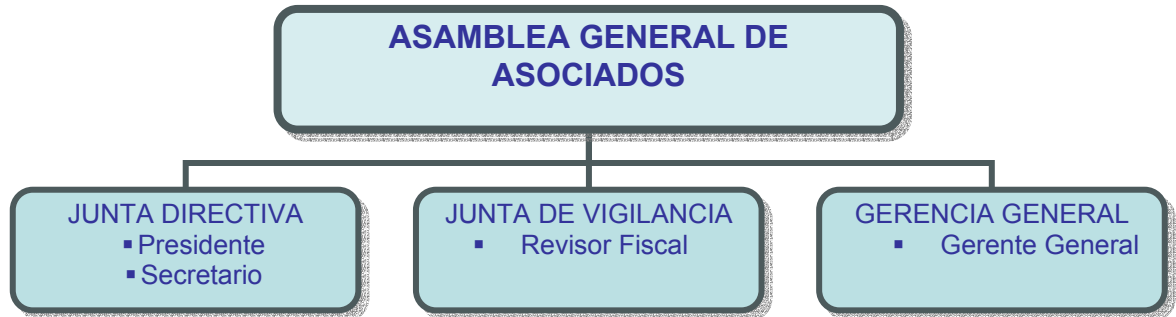 ASAMBLEA GENERAL DE
ASOCIADOS
JUNTA DIRECTIVA
▪ Presidente
▪ Secretario
JUNTA DE VIGILANCIA
▪ Revisor Fiscal
GERENCIA GENERAL
▪ Gerente General